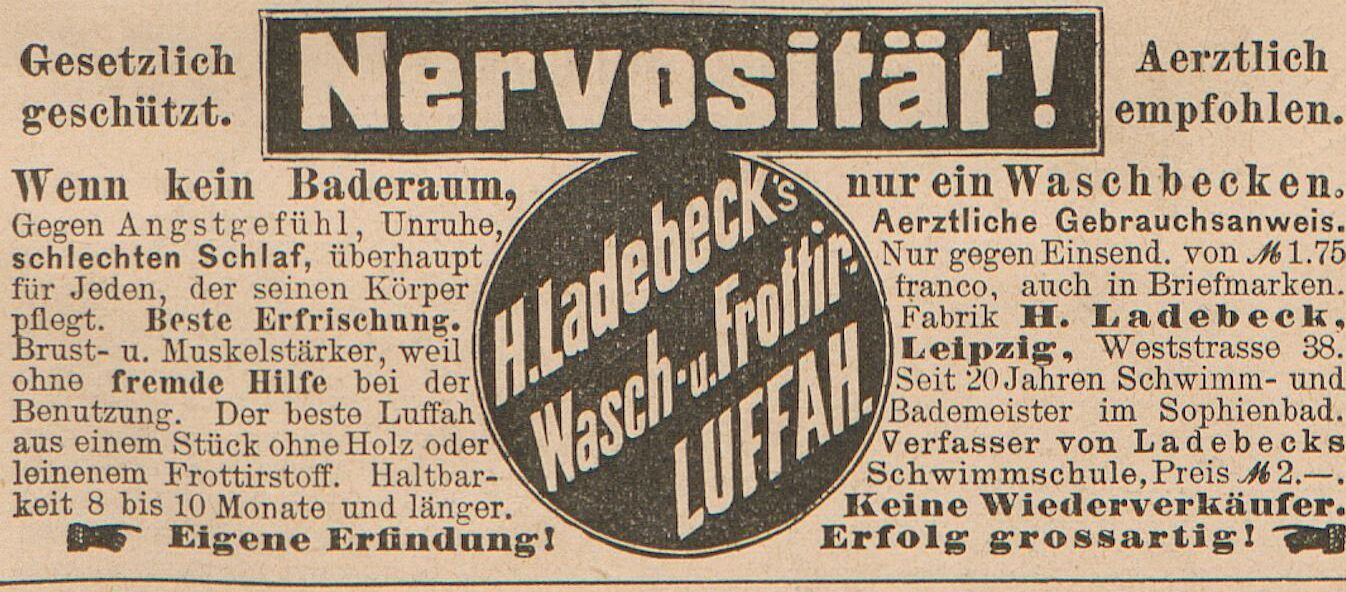 Gesetzlich
geschützt.
Nervosität!
Aerztlich
empfohlen.
Wenn kein Baderaum,
Gegen Angstgefühl, Unruhe,
schlechten Schlaf, überhaupt
für Jeden, der seinen Körper
pflegt. Beste Erfrischung.
Brust- u. Muskelstärker, weil
ohne fremde Hilfe bei der
Benutzung. Der beste Luffah
aus einem Stück ohne Holz oder
leinenem Frottirstoff. Haltbar-
keit 8 bis 10 Monate und länger.
Eigene Erfindung!
H. Ladebeck's
Wasch- u. Frottir-
LUFFAH.
nur ein Waschbecken.
Aerztliche Gebrauchsanweis.
Nur gegen Einsend. von ℳ 1.75
franco, auch in Briefmarken.
Fabrik H. Ladebeck,
Leipzig, Weststrasse 38.
Seit 20 Jahren Schwimm- und
Bademeister im Sophienbad.
Verfasser von Ladebecks
Schwimmschule, Preis ℳ 2.—.
Keine Wiederverkäufer.
Erfolg grossartig!